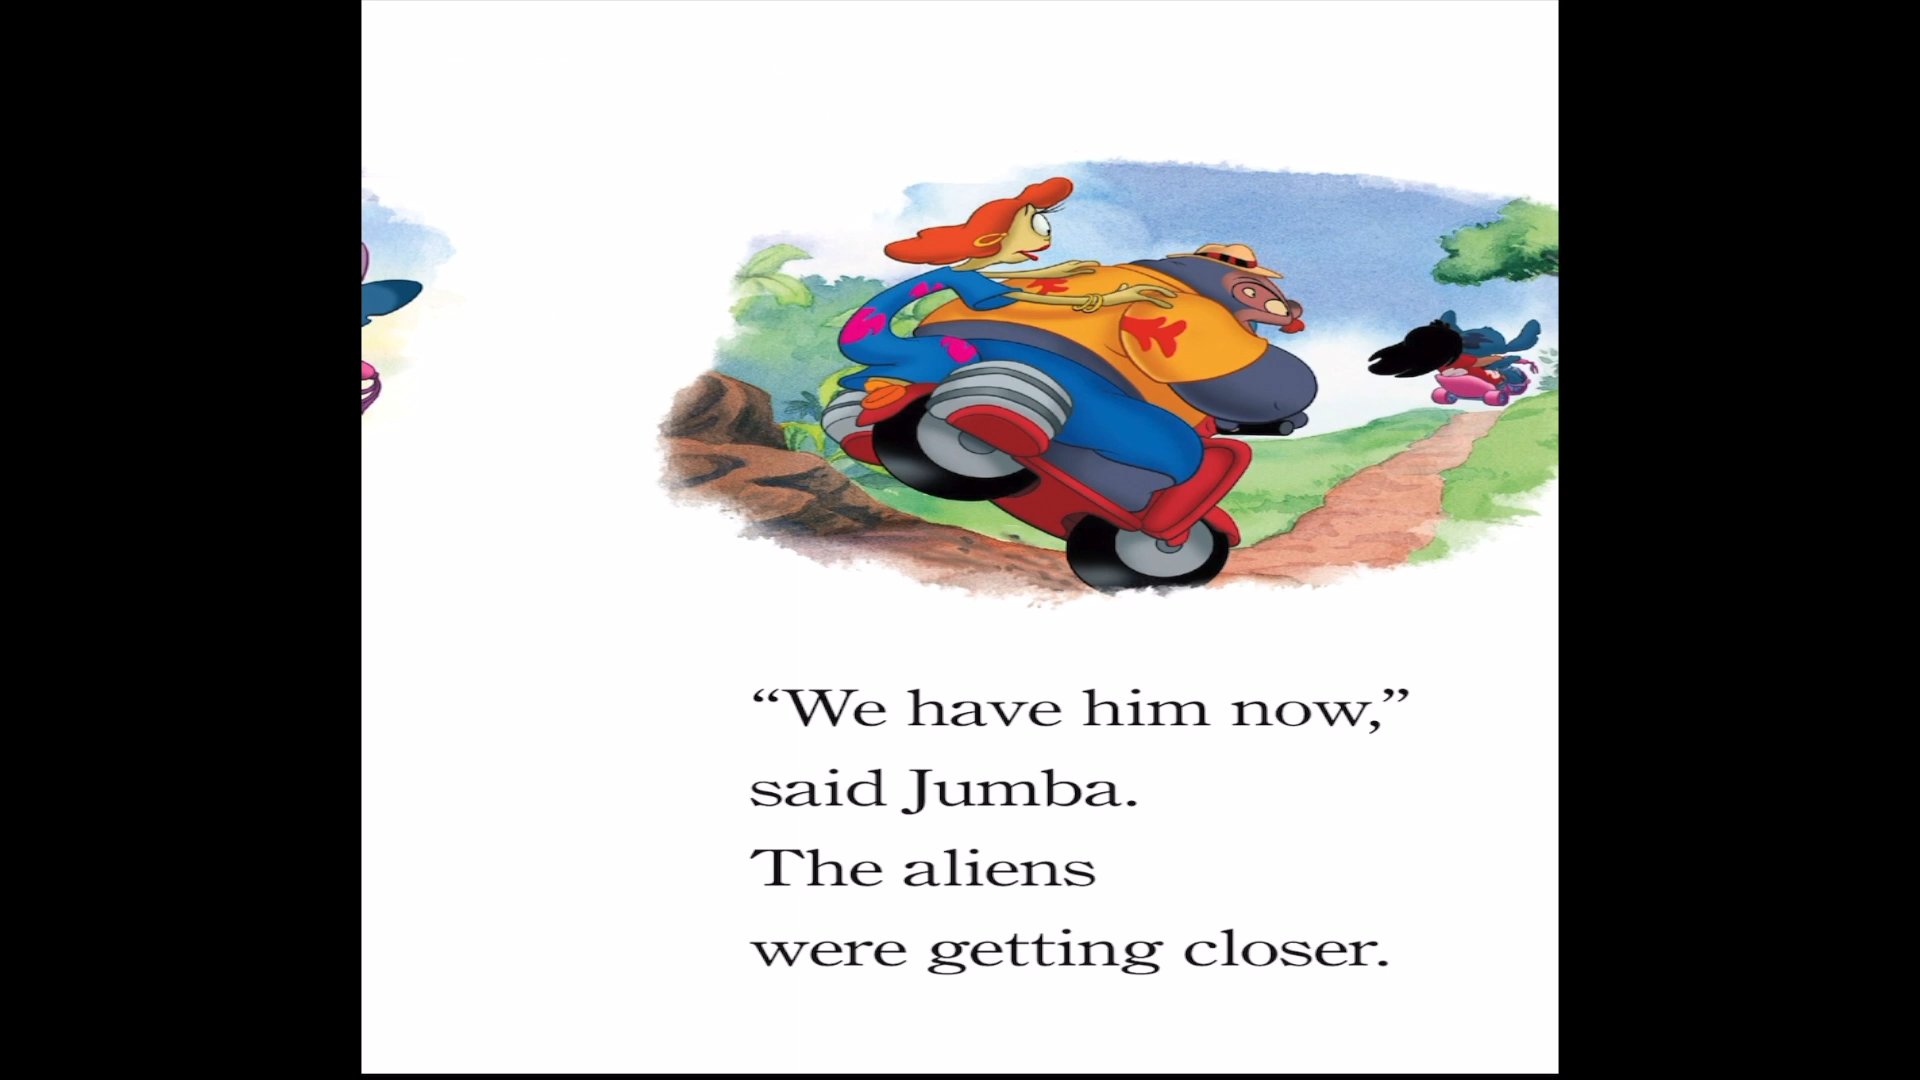 “We have him now,”
said Jumba.
The aliens
were getting closer.